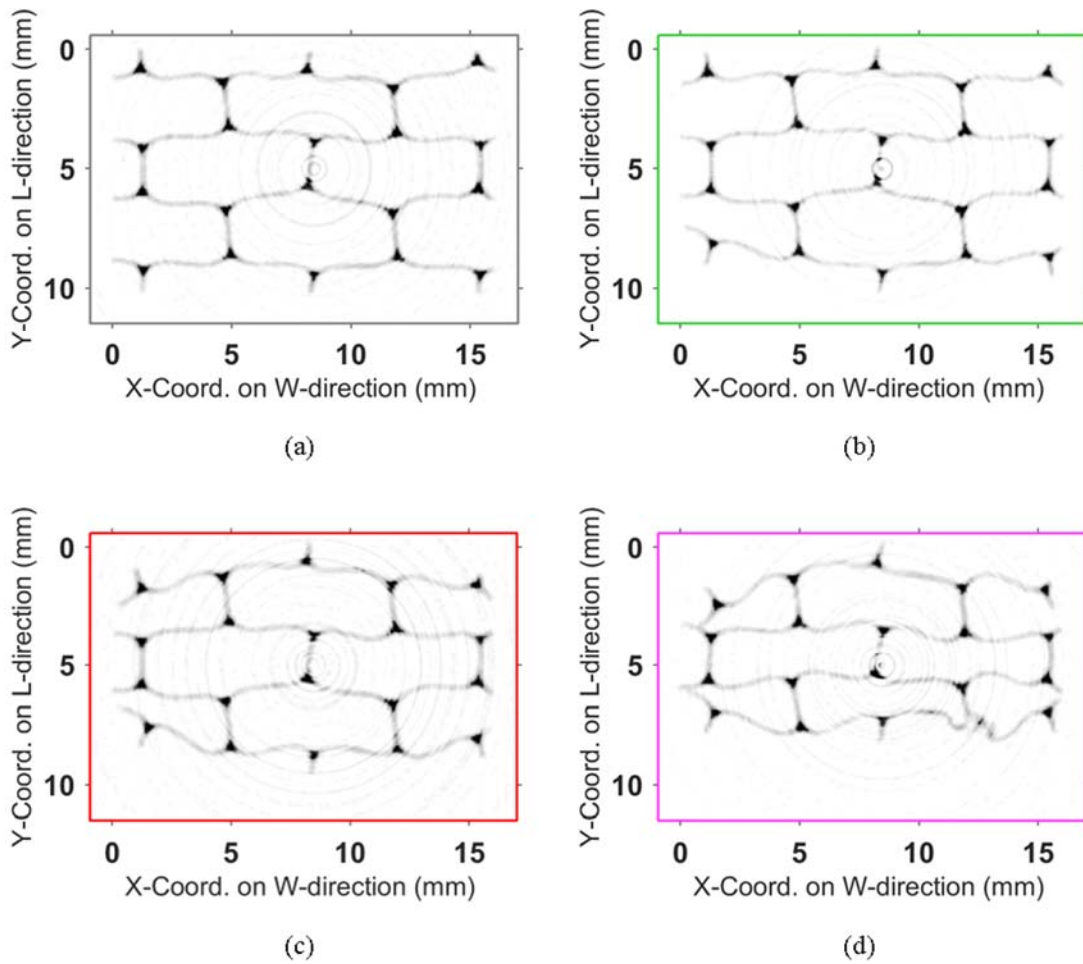 0
5
10
Y-Coord. on L-direction (mm)
0 5 10 15
X-Coord. on W-direction (mm)
(a)
0
5
10
Y-Coord. on L-direction (mm)
0 5 10 15
X-Coord. on W-direction (mm)
(b)
0
5
10
Y-Coord. on L-direction (mm)
0 5 10 15
X-Coord. on W-direction (mm)
(c)
0
5
10
Y-Coord. on L-direction (mm)
0 5 10 15
X-Coord. on W-direction (mm)
(d)